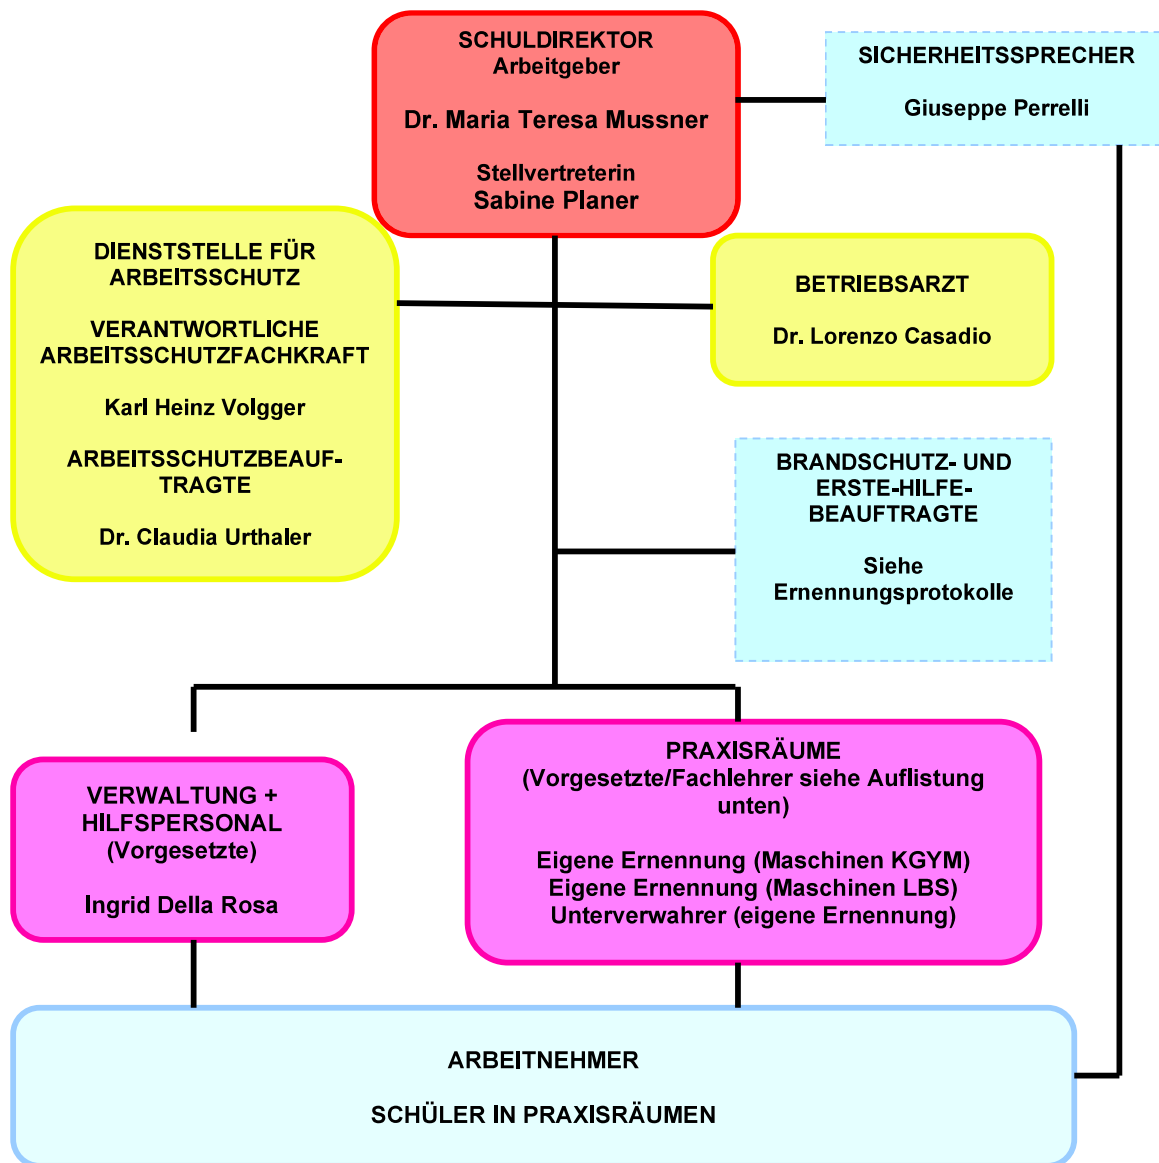 SCHULDIREKTOR
Arbeitgeber
Dr. Maria Teresa Mussner
Stellvertreterin
Sabine Planer
SICHERHEITSSPRECHER
Giuseppe Perrelli
DIENSTSTELLE FÜR
ARBEITSSCHUTZ
VERANTWORTLICHE
ARBEITSSCHUTZFACHKRAFT
Karl Heinz Volgger
ARBEITSSCHUTZBEAUF-
TRAGTE
Dr. Claudia Urthaler
BETRIEBSARZT
Dr. Lorenzo Casadio
BRANDSCHUTZ- UND
ERSTE-HILFE-
BEAUFTRAGTE
Siehe
Ernennungsprotokolle
VERWALTUNG +
HILFSPERSONAL
(Vorgesetzte)
Ingrid Della Rosa
PRAXISRÄUME
(Vorgesetzte/Fachlehrer siehe Auflistung
unten)
Eigene Ernennung (Maschinen KGYM)
Eigene Ernennung (Maschinen LBS)
Unterverwahrer (eigene Ernennung)
ARBEITNEHMER
SCHÜLER IN PRAXISRÄUMEN